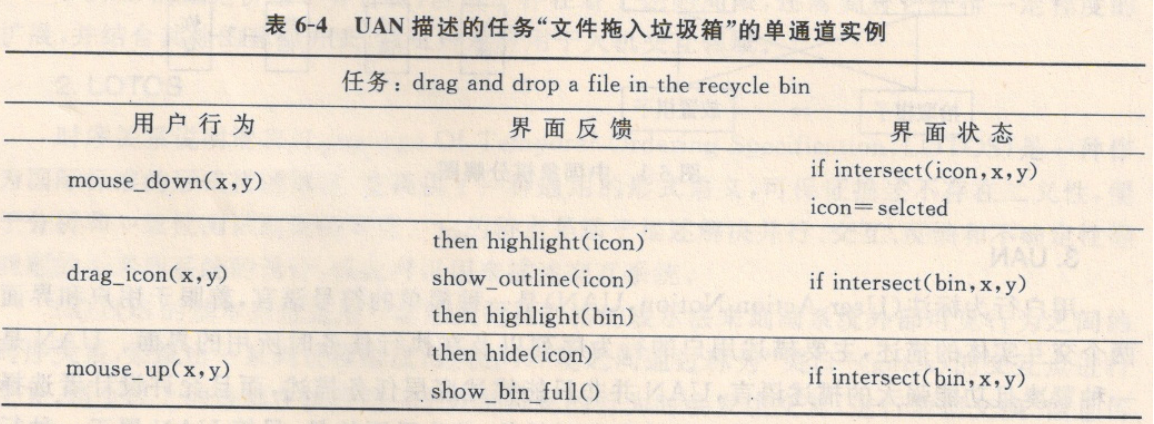 表 6-4 UAN 描述的任务“文件拖入垃圾箱”的单通道实例
任务：drag and drop a file in the recycle bin
用户行为 界面反馈 界面状态
mouse_down(x,y) if intersect(icon,x,y)
icon=selcted
then highlight(icon)
drag_icon(x,y) show_outline(icon) if intersect(bin,x,y)
then highlight(bin)
then hide(icon)
mouse_up(x,y) if intersect(bin,x,y)
show_bin_full()